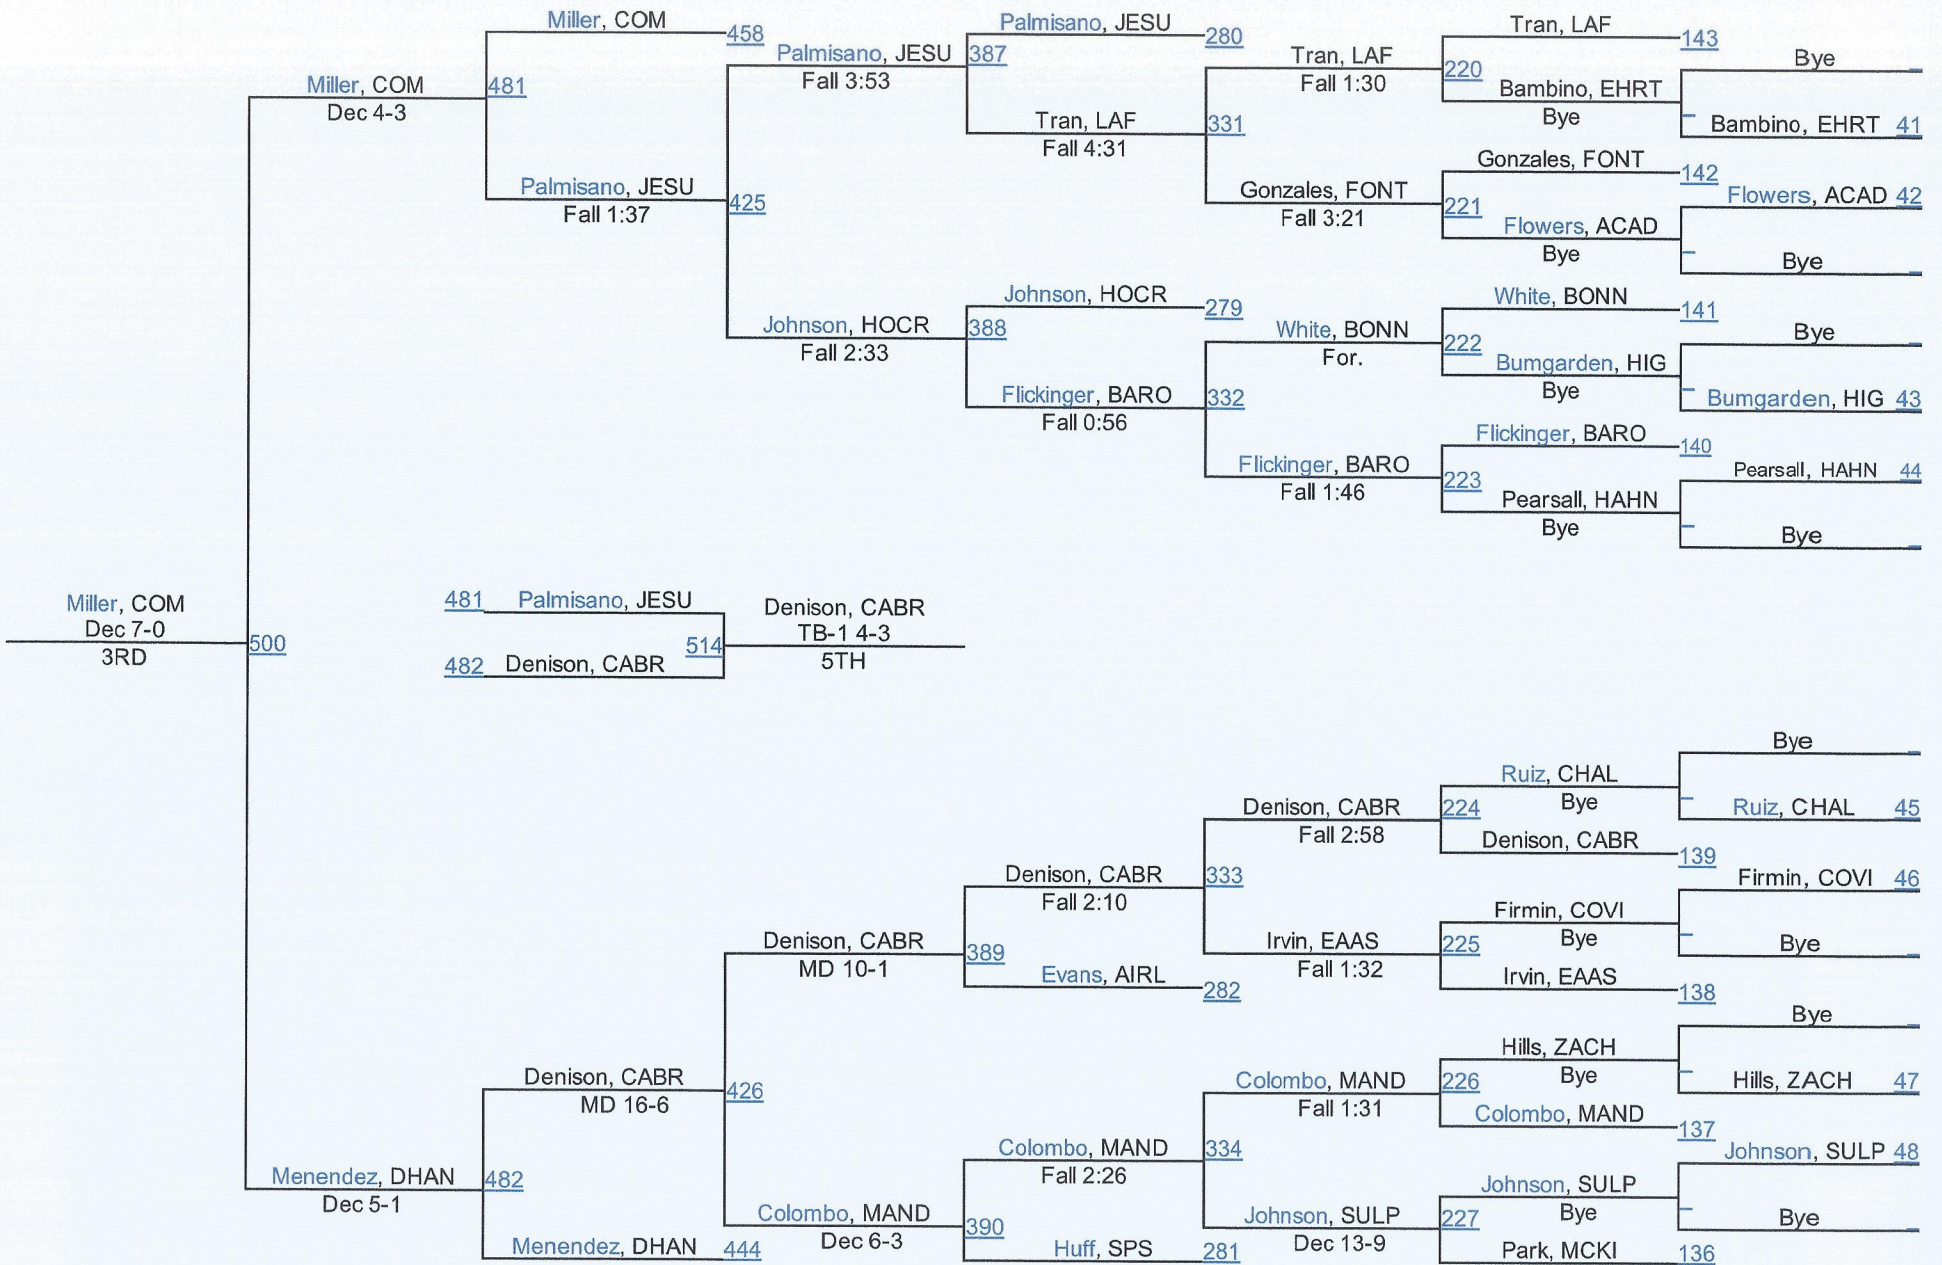 Miller, COM
458
Palmisano, JESU
280
Tran, LAF
143
Bye
Miller, COM
Dec 4-3
481
Palmisano, JESU
Fall 3:53
387
Tran, LAF
Fall 1:30
220
Bambino, EHRT
Bye
Bambino, EHRT 41
Tran, LAF
Fall 4:31
331
Gonzales, FONT
142
Flowers, ACAD 42
Palmisano, JESU
Fall 1:37
425
Gonzales, FONT
Fall 3:21
221
Flowers, ACAD
Bye
Bye
Johnson, HOCR
279
White, BONN
141
Bye
Johnson, HOCR
Fall 2:33
388
White, BONN
For.
222
Bumgarden, HIG
Bye
Bumgarden, HIG 43
Flickinger, BARO
Fall 0:56
332
Flickinger, BARO
140
Pearsall, HAHN 44
Flickinger, BARO
Fall 1:46
223
Pearsall, HAHN
Bye
Bye
Miller, COM
Dec 7-0
3RD
500
481 Palmisano, JESU
514
482 Denison, CABR
Denison, CABR
TB-1 4-3
5TH
Bye
Ruiz, CHAL
Bye
Ruiz, CHAL 45
Denison, CABR
Fall 2:58
224
Denison, CABR
139
Firmin, COVI 46
Denison, CABR
Fall 2:10
333
Firmin, COVI
Bye
Bye
Denison, CABR
MD 10-1
389
Irvin, EAAS
Fall 1:32
225
Irvin, EAAS
138
Evans, AIRL
282
Bye
Hills, ZACH
Bye
Hills, ZACH 47
Denison, CABR
MD 16-6
426
Colombo, MAND
Fall 1:31
226
Colombo, MAND
137
Johnson, SULP 48
Colombo, MAND
Fall 2:26
334
Johnson, SULP
Bye
Bye
Menendez, DHAN
Dec 5-1
482
Colombo, MAND
Dec 6-3
390
Johnson, SULP
Dec 13-9
227
Park, MCKI
136
Menendez, DHAN
444
Huff, SPS
281